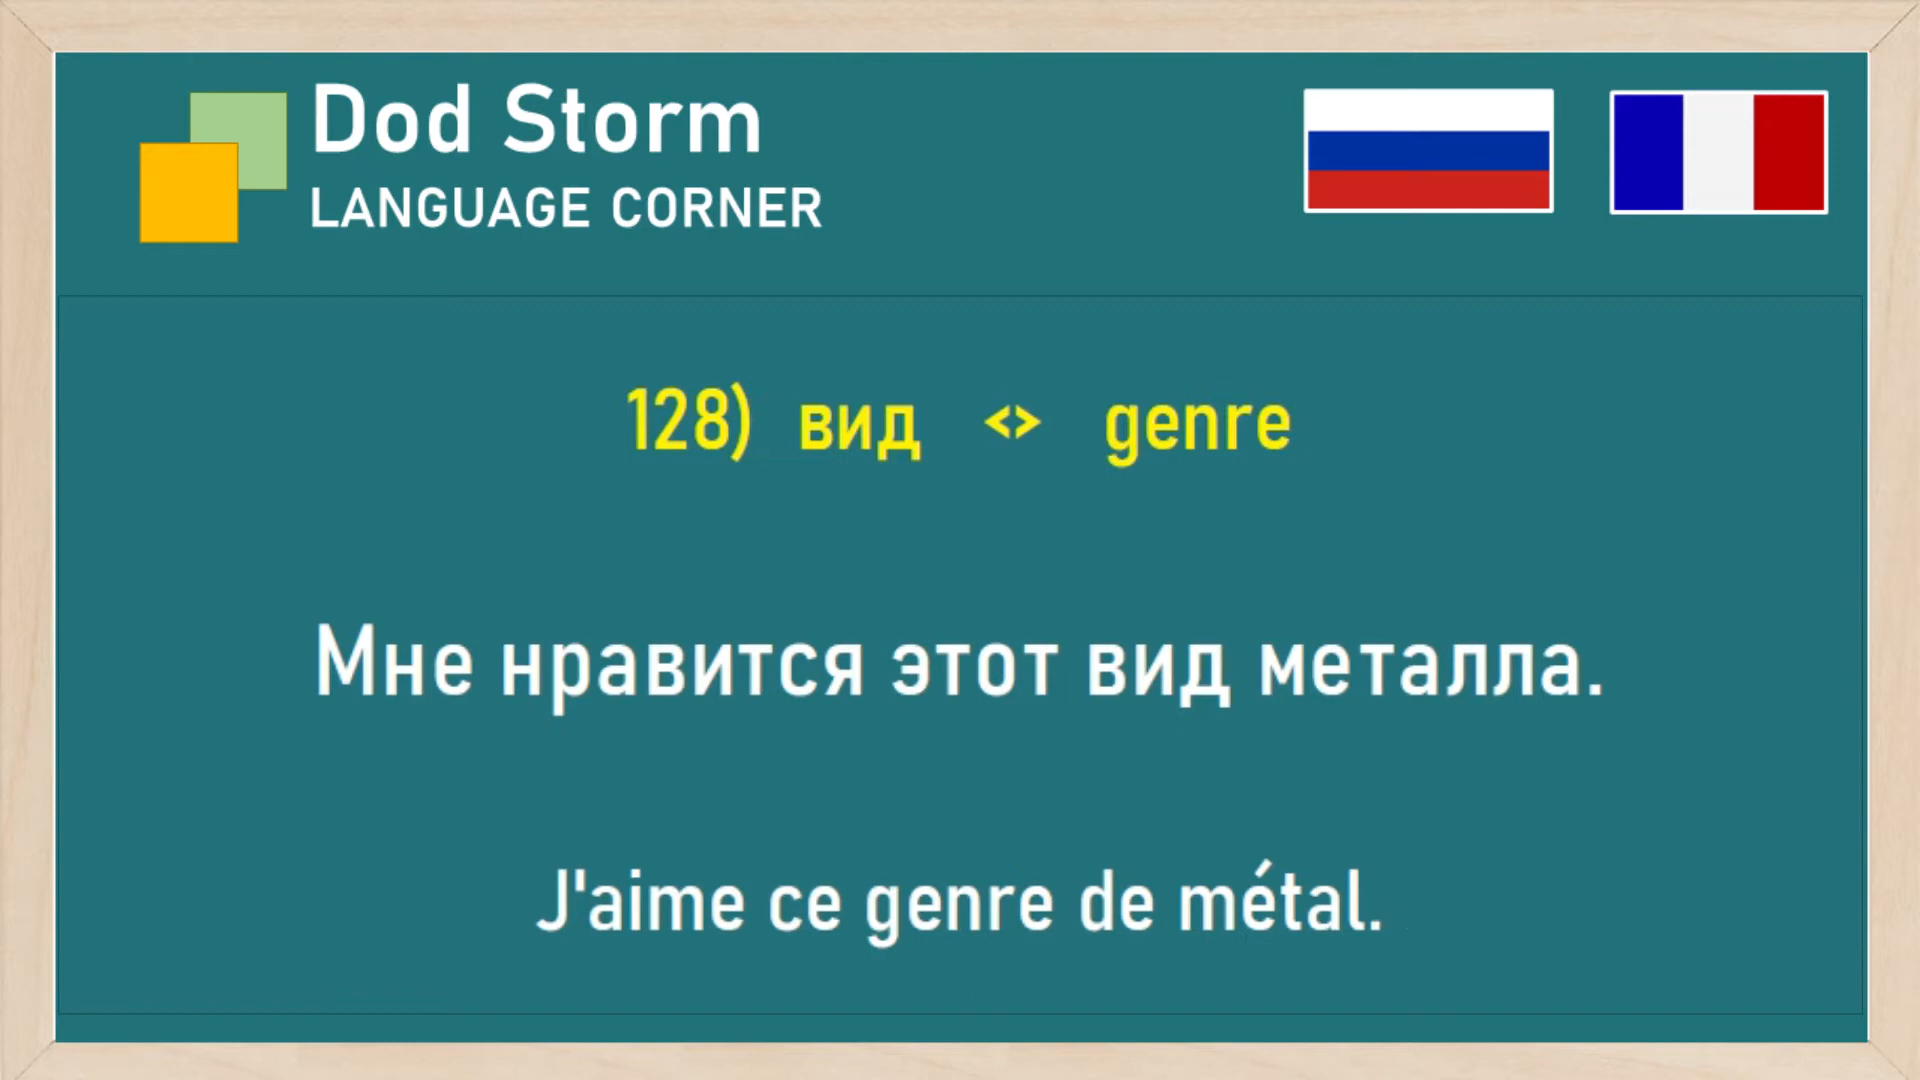 Dod Storm
LANGUAGE CORNER
128) вид <> genre
Мне нравится этот вид металла.
J'aime ce genre de métal.